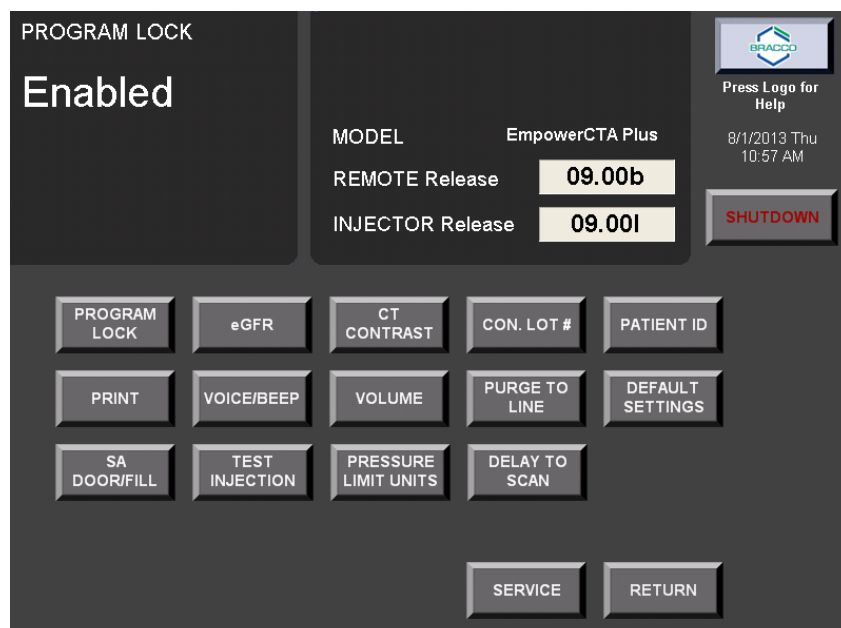 PROGRAM LOCK
Enabled
MODEL EmpowerCTA Plus
REMOTE Release 09.00b
INJECTOR Release 09.00l
BRACCO
Press Logo for
Help
8/1/2013 Thu
10:57 AM
SHUTDOWN
PROGRAM
LOCK
eGFR
CT
CONTRAST
CON. LOT #
PATIENT ID
PRINT
VOICE/BEEP
VOLUME
PURGE TO
LINE
DEFAULT
SETTINGS
SA
DOOR/FILL
TEST
INJECTION
PRESSURE
LIMIT UNITS
DELAY TO
SCAN
SERVICE
RETURN